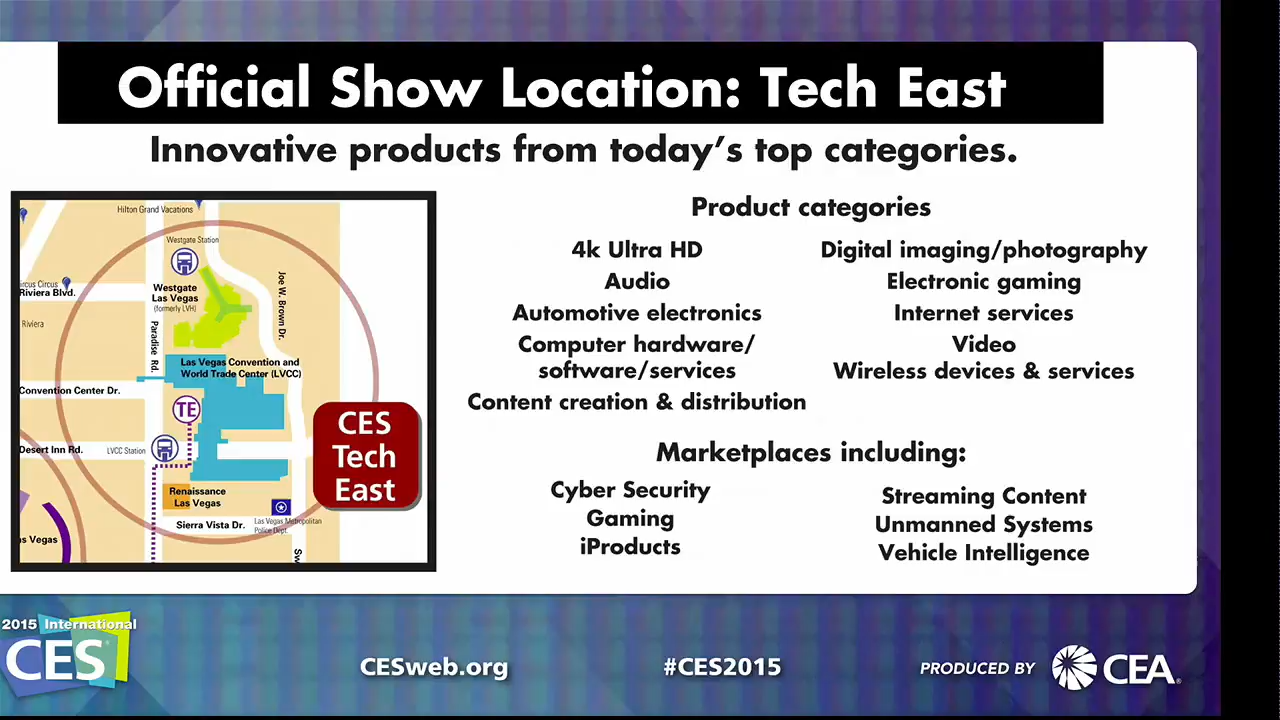 Official Show Location: Tech East
Innovative products from today's top categories.
Hilton Grand Vacations
Westgate Station
Circus
Riviera Blvd.
Westgate
Las Vegas
(formerly LVH)
Joe W. Brown Dr.
Riviera
Paradise Rd.
Las Vegas Convention and
World Trade Center (LVCC)
Convention Center Dr.
TE
Desert Inn Rd.
LVCC Station
CES
Tech
East
Renaissance
Las Vegas
Sierra Vista Dr.
Las Vegas Metropolitan
Police Dept.
Vegas
Product categories
4k Ultra HD
Audio
Automotive electronics
Computer hardware/
software/services
Content creation & distribution
Digital imaging/photography
Electronic gaming
Internet services
Video
Wireless devices & services
Marketplaces including:
Cyber Security
Gaming
iProducts
Streaming Content
Unmanned Systems
Vehicle Intelligence
2015 International
CES®
CESweb.org
#CES2015
PRODUCED BY
CEA®